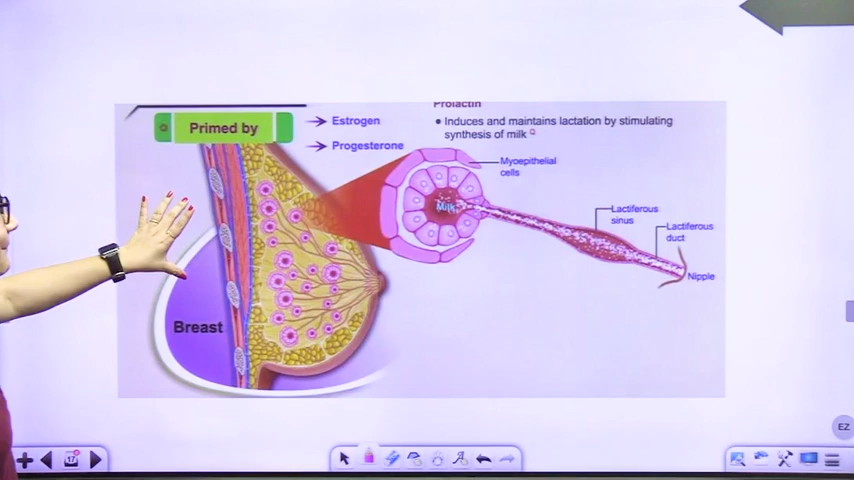 Primed by
Estrogen
Progesterone
Prolactin
• Induces and maintains lactation by stimulating
synthesis of milk
Myoepithelial
cells
Milk
Lactiferous
sinus
Lactiferous
duct
Nipple
Breast
17
EZ